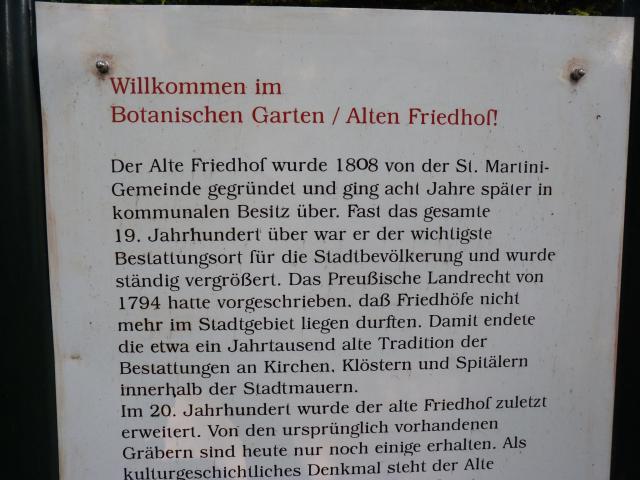 Willkommen im
Botanischen Garten / Alten Friedhof!
Der Alte Friedhof wurde 1808 von der St. Martini-
Gemeinde gegründet und ging acht Jahre später in
kommunalen Besitz über. Fast das gesamte
19. Jahrhundert über war er der wichtigste
Bestattungsort für die Stadtbevölkerung und wurde
ständig vergrößert. Das Preußische Landrecht von
1794 hatte vorgeschrieben, daß Friedhöfe nicht
mehr im Stadtgebiet liegen durften. Damit endete
die etwa ein Jahrtausend alte Tradition der
Bestattungen an Kirchen, Klöstern und Spitälern
innerhalb der Stadtmauern.
Im 20. Jahrhundert wurde der alte Friedhof zuletzt
erweitert. Von den ursprünglich vorhandenen
Gräbern sind heute nur noch einige erhalten. Als
kulturgeschichtliches Denkmal steht der Alte